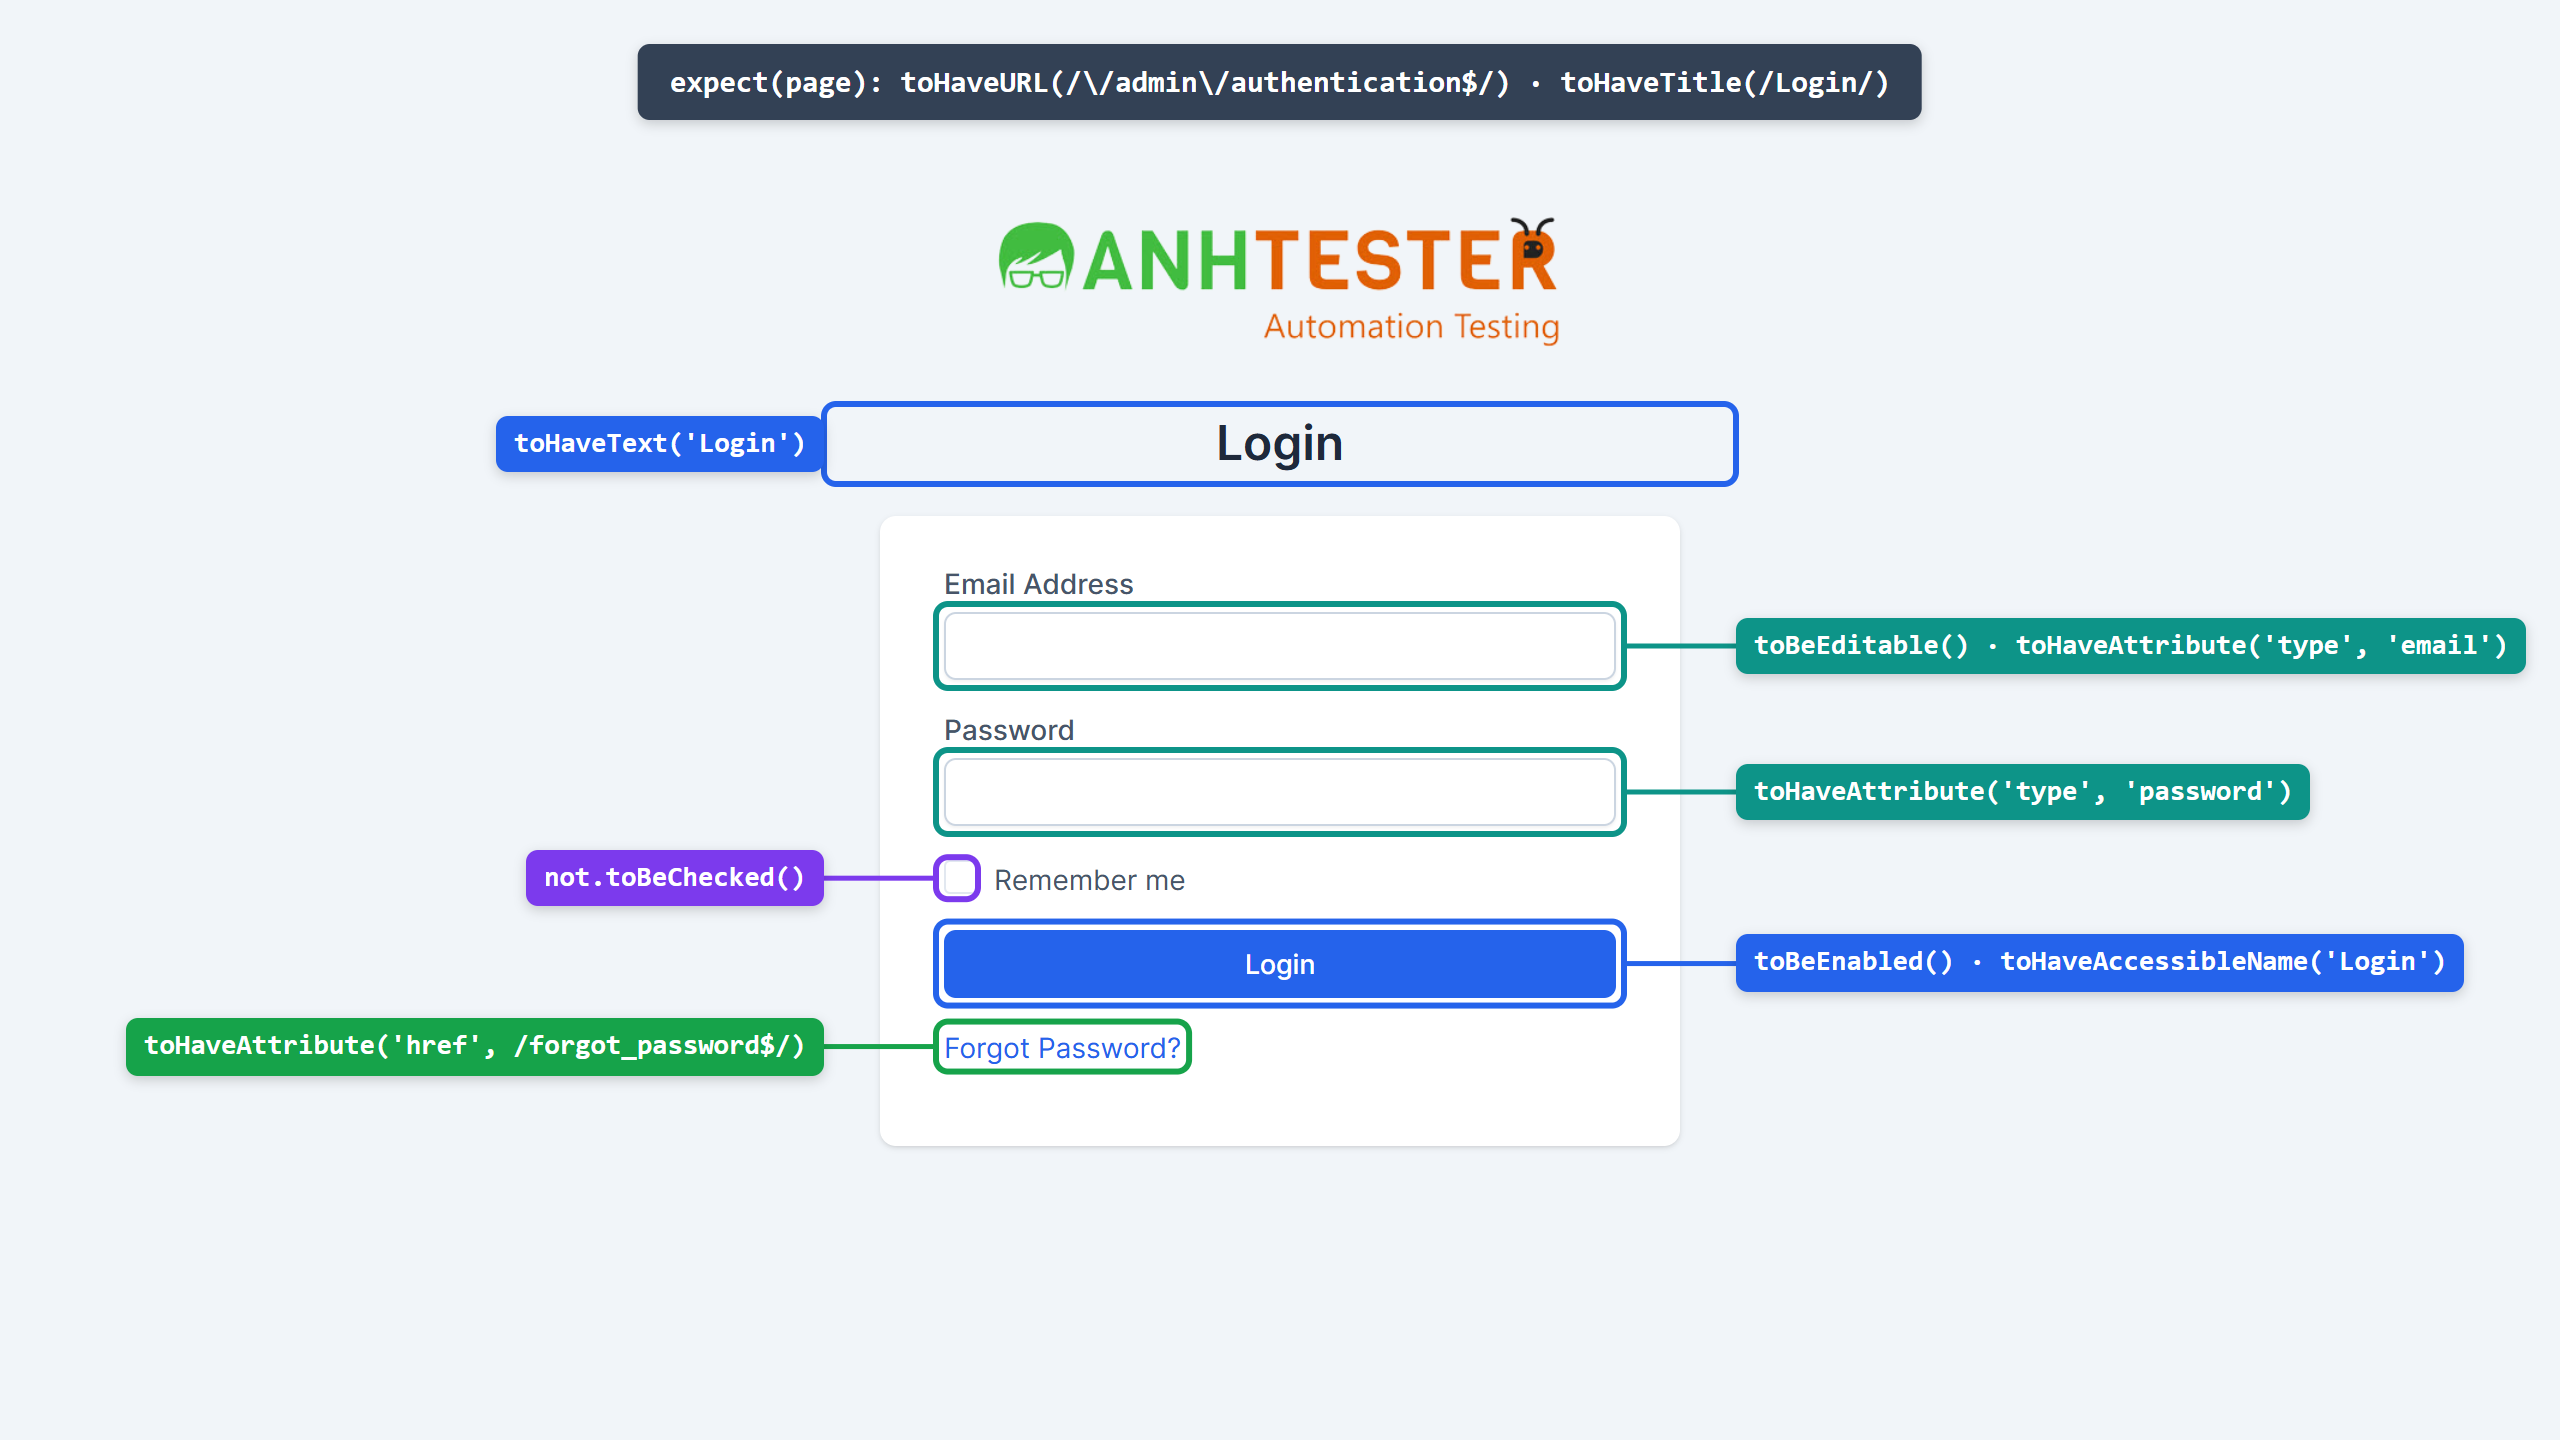 expect(page): toHaveURL(/\/admin\/authentication$/) · toHaveTitle(/Login/)
ANHTESTER
Automation Testing
toHaveText('Login')
Login
Email Address
toBeEditable() · toHaveAttribute('type', 'email')
Password
toHaveAttribute('type', 'password')
not.toBeChecked()
Remember me
Login
toBeEnabled() · toHaveAccessibleName('Login')
toHaveAttribute('href', /forgot_password$/)
Forgot Password?